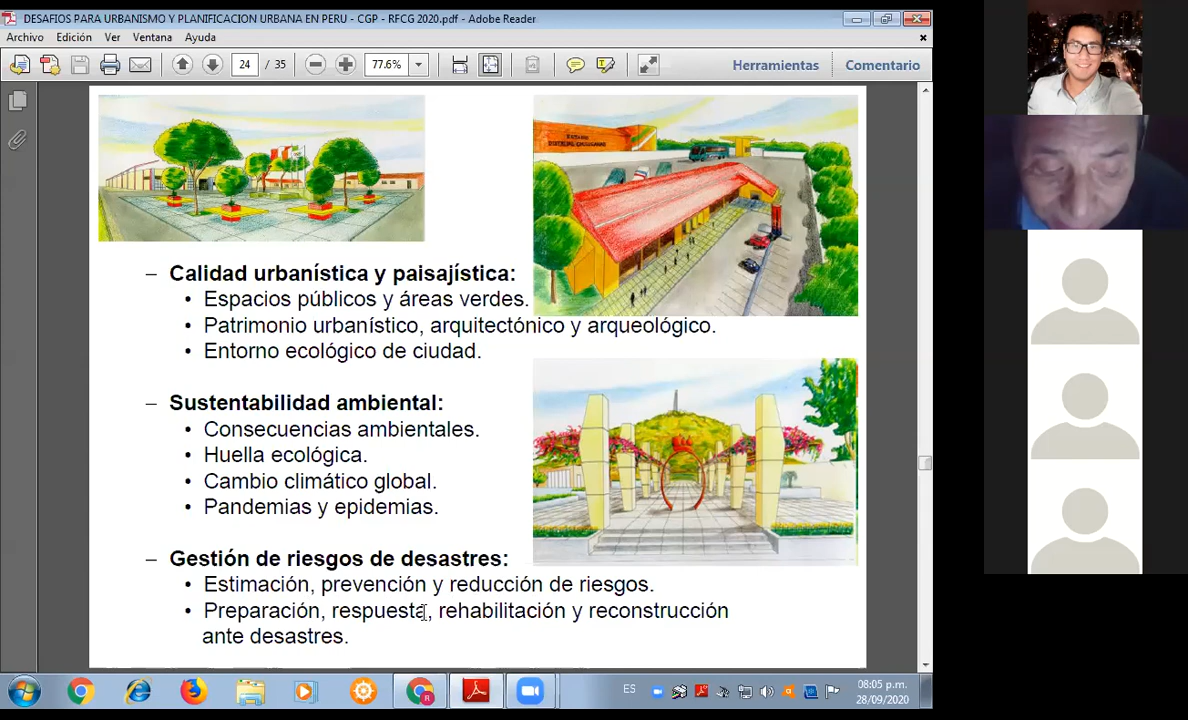 DESAFIOS PARA URBANISMO Y PLANIFICACION URBANA EN PERU - CGP - RFCG 2020.pdf - Adobe Reader
Archivo Edición Ver Ventana Ayuda
24 / 35 77.6% Herramientas Comentario
– Calidad urbanística y paisajística:
• Espacios públicos y áreas verdes.
• Patrimonio urbanístico, arquitectónico y arqueológico.
• Entorno ecológico de ciudad.
– Sustentabilidad ambiental:
• Consecuencias ambientales.
• Huella ecológica.
• Cambio climático global.
• Pandemias y epidemias.
– Gestión de riesgos de desastres:
• Estimación, prevención y reducción de riesgos.
• Preparación, respuesta, rehabilitación y reconstrucción
ante desastres.
ES 08:05 p.m.
28/09/2020